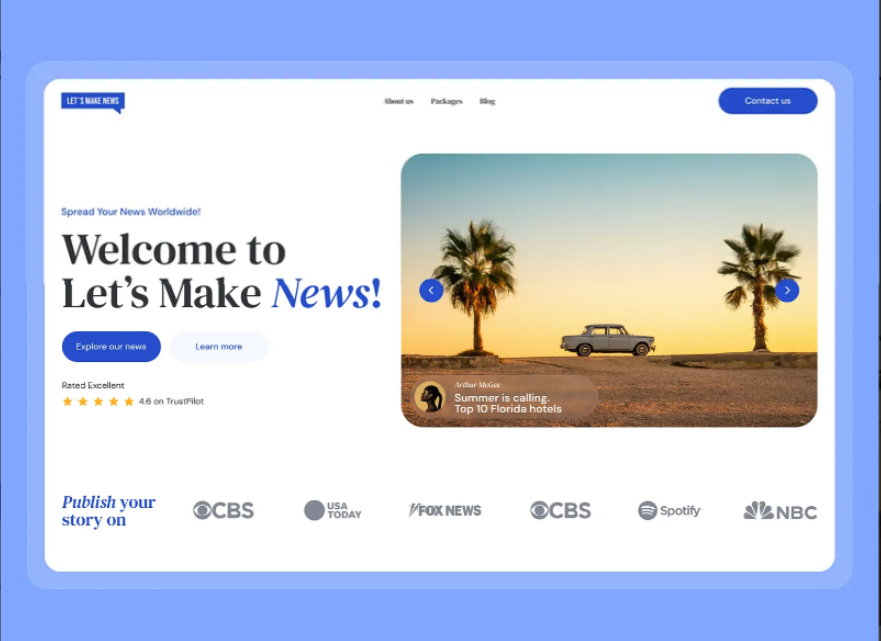 LET'S MAKE NEWS
About us
Packages
Blog
Contact us
Spread Your News Worldwide!
Welcome to
Let's Make News!
Explore our news
Learn more
Rated Excellent
4.6 on TrustPilot
Arthur McGee
Summer is calling.
Top 10 Florida hotels
Publish your
story on
CBS
USA
TODAY
FOX NEWS
CBS
Spotify
NBC